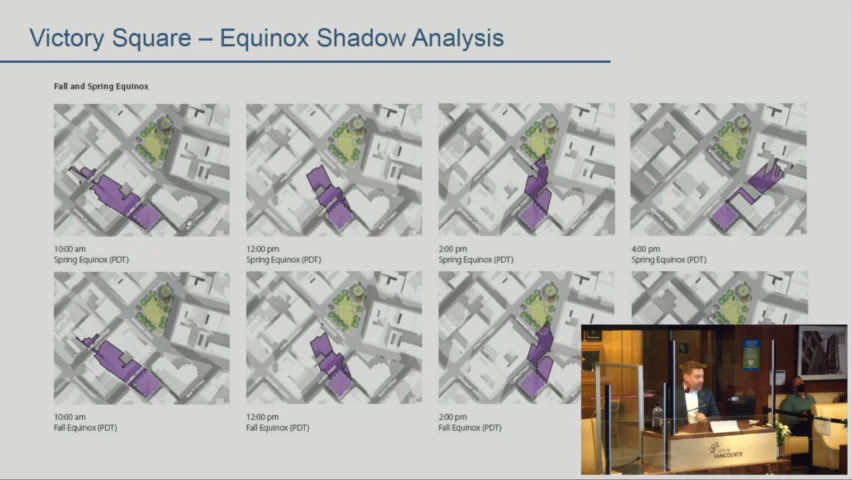 Victory Square – Equinox Shadow Analysis
Fall and Spring Equinox
10:00 am
Spring Equinox (PDT)
12:00 pm
Spring Equinox (PDT)
2:00 pm
Spring Equinox (PDT)
4:00 pm
Spring Equinox (PDT)
10:00 am
Fall Equinox (PDT)
12:00 pm
Fall Equinox (PDT)
2:00 pm
Fall Equinox (PDT)
CITY OF
VANCOUVER